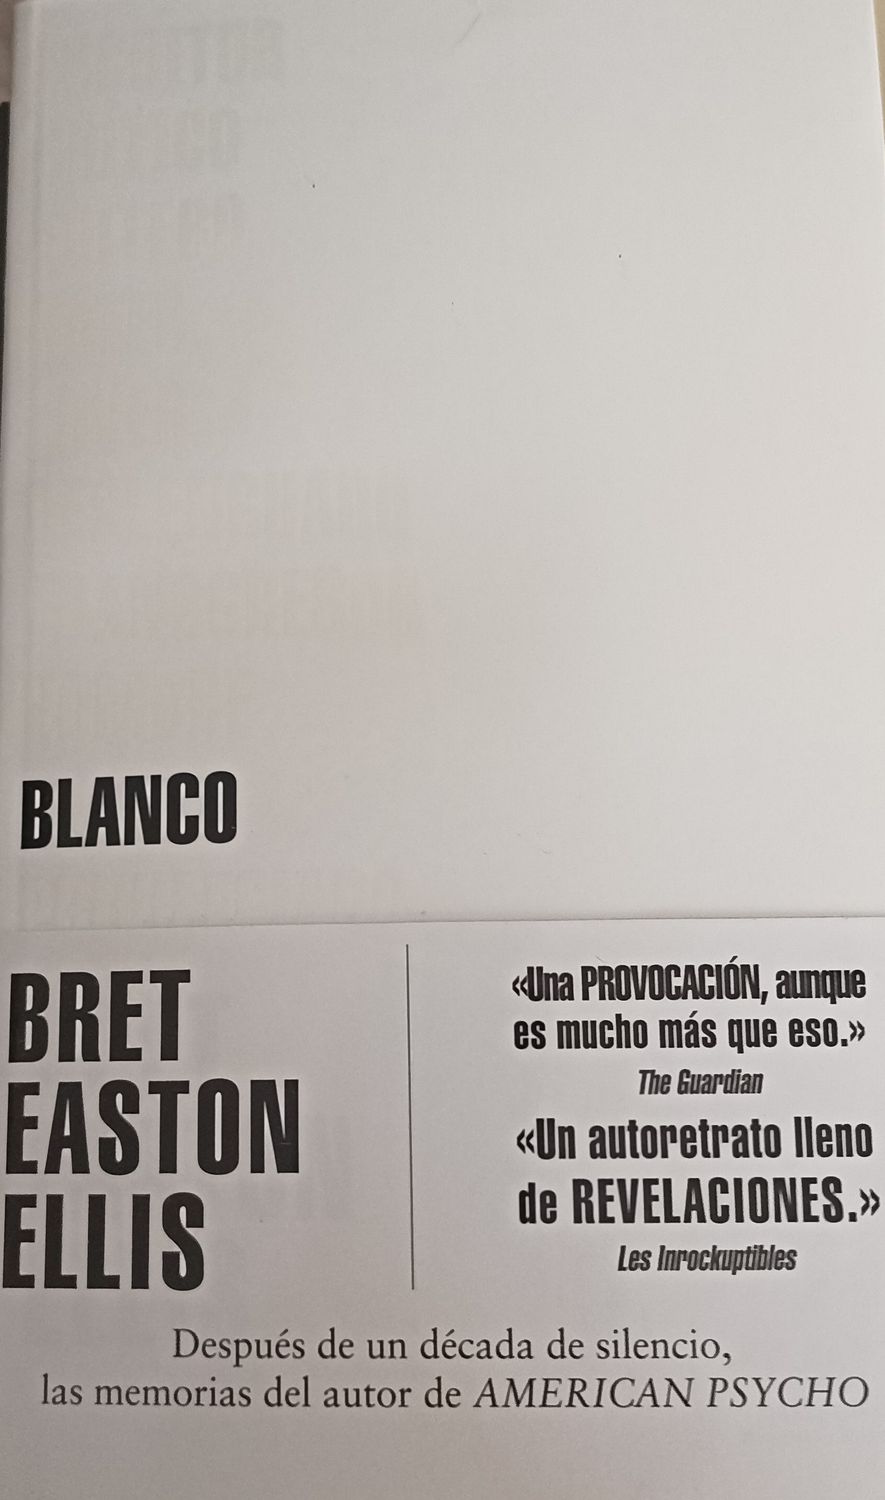 BLANCO
BRET
EASTON
ELLIS
«Una PROVOCACIÓN, aunque
es mucho más que eso.»
The Guardian
«Un autoretrato lleno
de REVELACIONES.»
Les Inrockuptibles
Después de un década de silencio,
las memorias del autor de AMERICAN PSYCHO